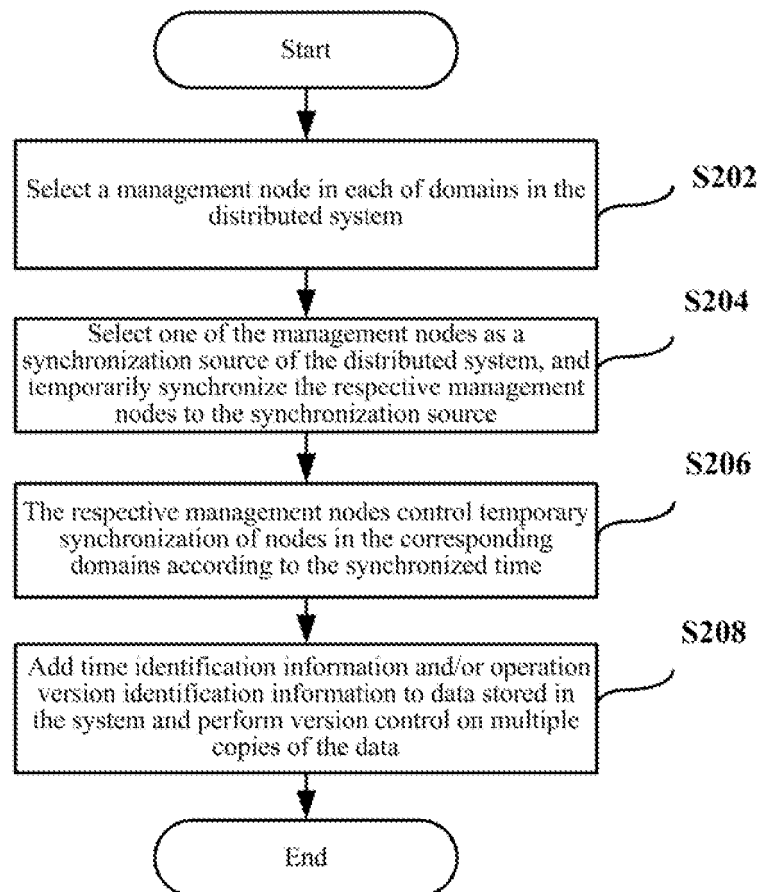 Start
Select a management node in each of domains in the
distributed system
S202
Select one of the management nodes as a
synchronization source of the distributed system, and
temporarily synchronize the respective management
nodes to the synchronization source
S204
The respective management nodes control temporary
synchronization of nodes in the corresponding
domains according to the synchronized time
S206
Add time identification information and/or operation
version identification information to data stored in
the system and perform version control on multiple
copies of the data
S208
End